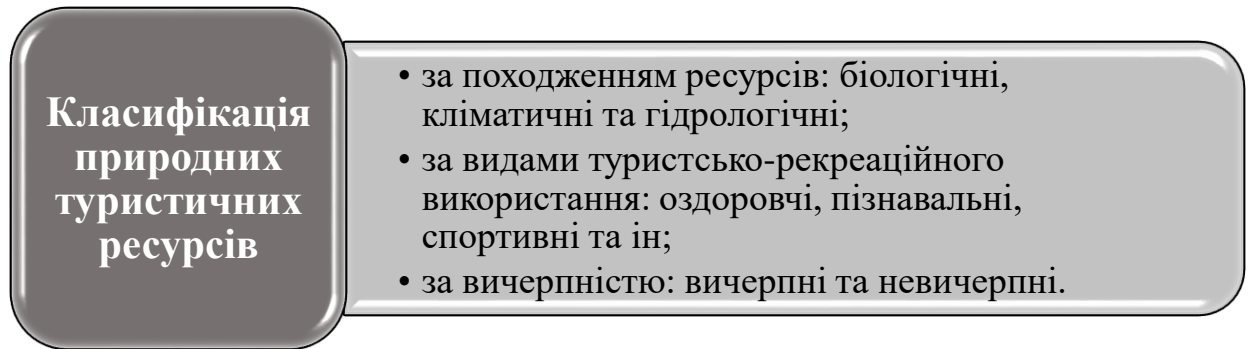 Класифікація
природних
туристичних
ресурсів
• за походженням ресурсів: біологічні,
кліматичні та гідрологічні;
• за видами туристсько-рекреаційного
використання: оздоровчі, пізнавальні,
спортивні та ін;
• за вичерпністю: вичерпні та невичерпні.